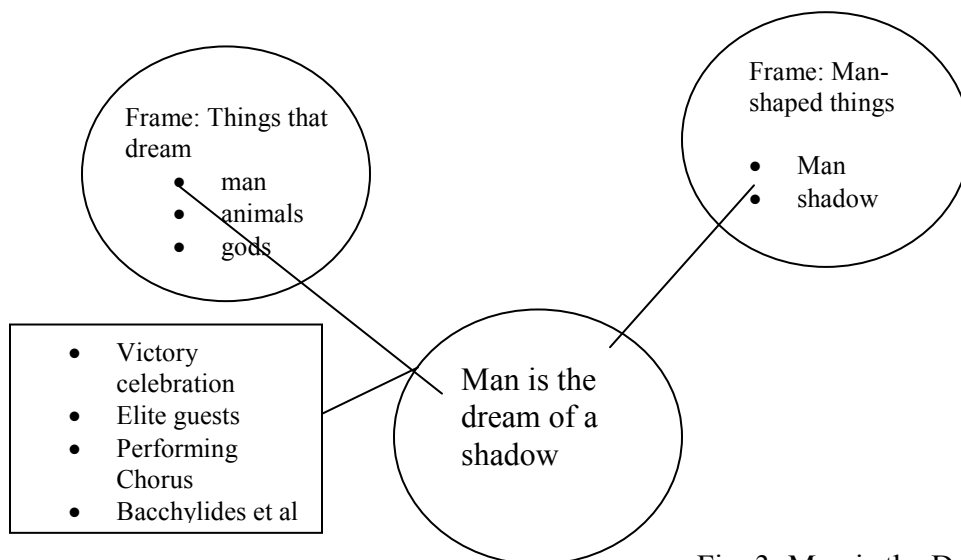 Frame: Things that
dream
• man
• animals
• gods
Frame: Man-
shaped things
• Man
• shadow
• Victory
celebration
• Elite guests
• Performing
Chorus
• Bacchylides et al
Man is the
dream of a
shadow